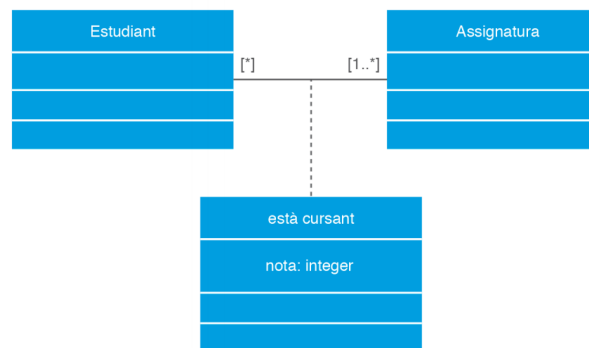 Estudiant
Assignatura
[*]
[1..*]
està cursant
nota: integer